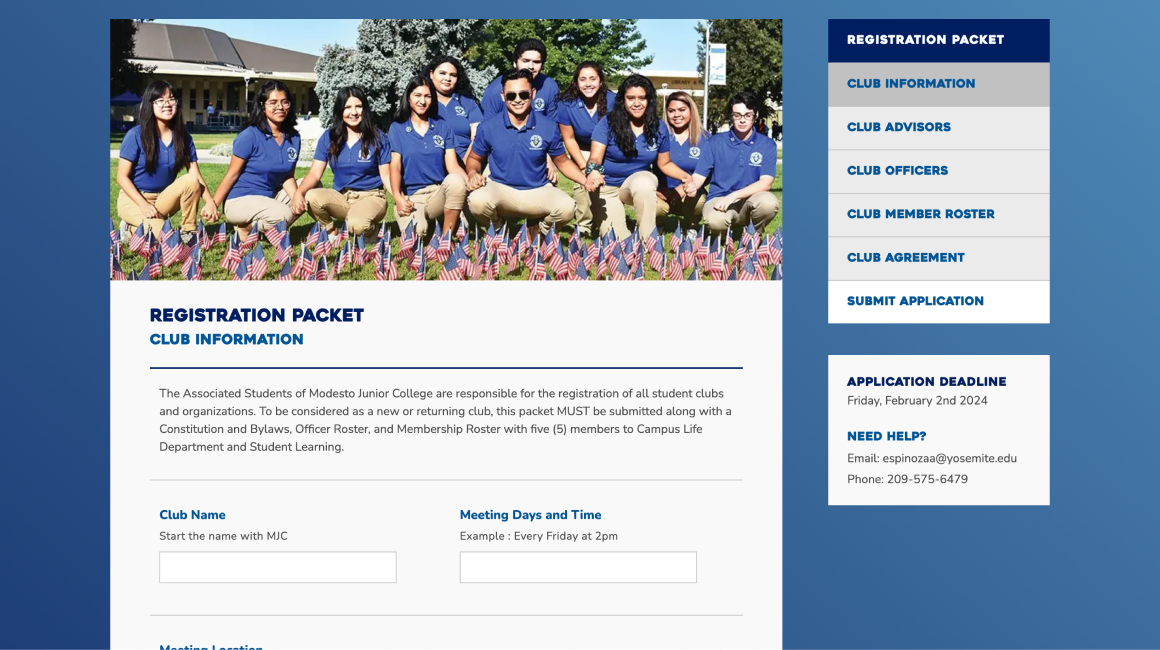 REGISTRATION PACKET
CLUB INFORMATION
The Associated Students of Modesto Junior College are responsible for the registration of all student clubs
and organizations. To be considered as a new or returning club, this packet MUST be submitted along with a
Constitution and Bylaws, Officer Roster, and Membership Roster with five (5) members to Campus Life
Department and Student Learning.
Club Name
Start the name with MJC
Meeting Days and Time
Example : Every Friday at 2pm
Meeting Location
REGISTRATION PACKET
CLUB INFORMATION
CLUB ADVISORS
CLUB OFFICERS
CLUB MEMBER ROSTER
CLUB AGREEMENT
SUBMIT APPLICATION
APPLICATION DEADLINE
Friday, February 2nd 2024
NEED HELP?
Email: espinozaa@yosemite.edu
Phone: 209-575-6479